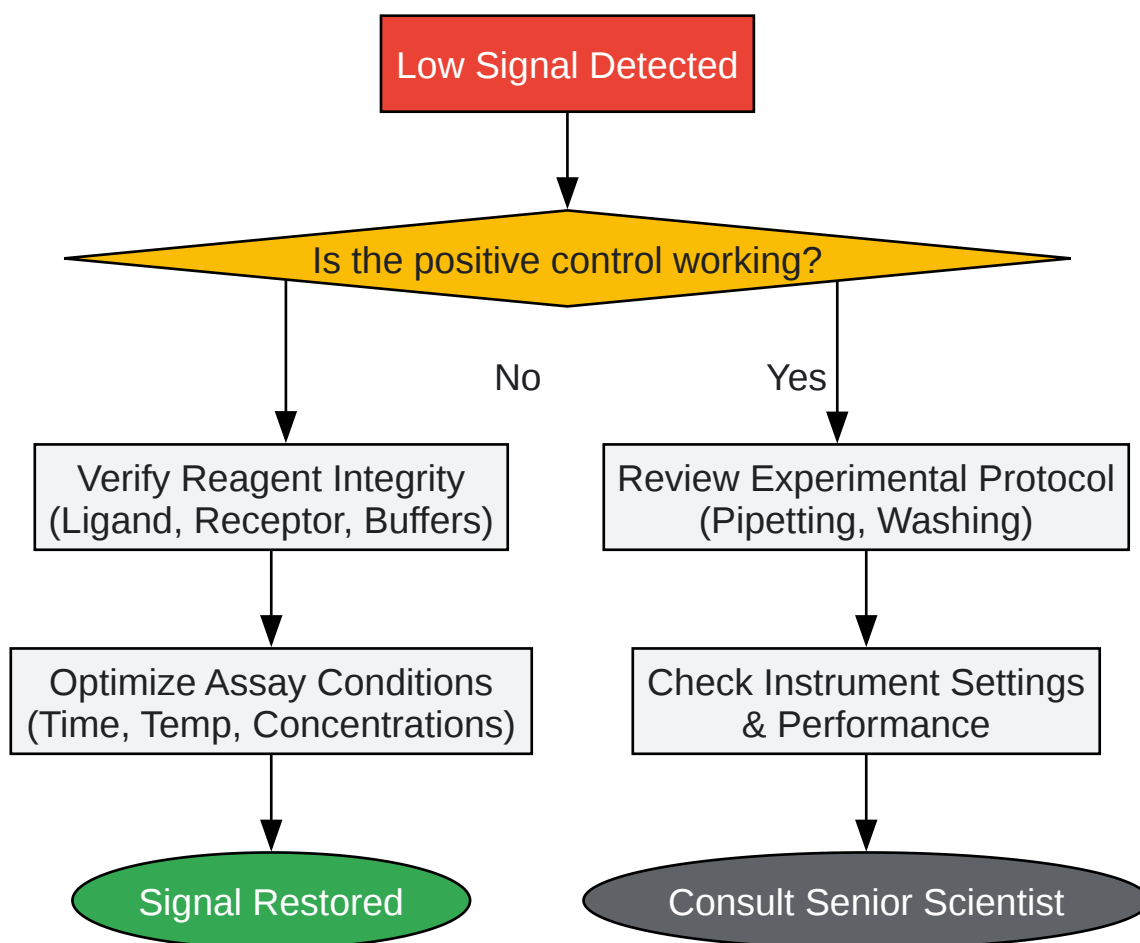 Low Signal Detected
Is the positive control working?
No
Yes
Verify Reagent Integrity
(Ligand, Receptor, Buffers)
Review Experimental Protocol
(Pipetting, Washing)
Optimize Assay Conditions
(Time, Temp, Concentrations)
Check Instrument Settings
& Performance
Signal Restored
Consult Senior Scientist